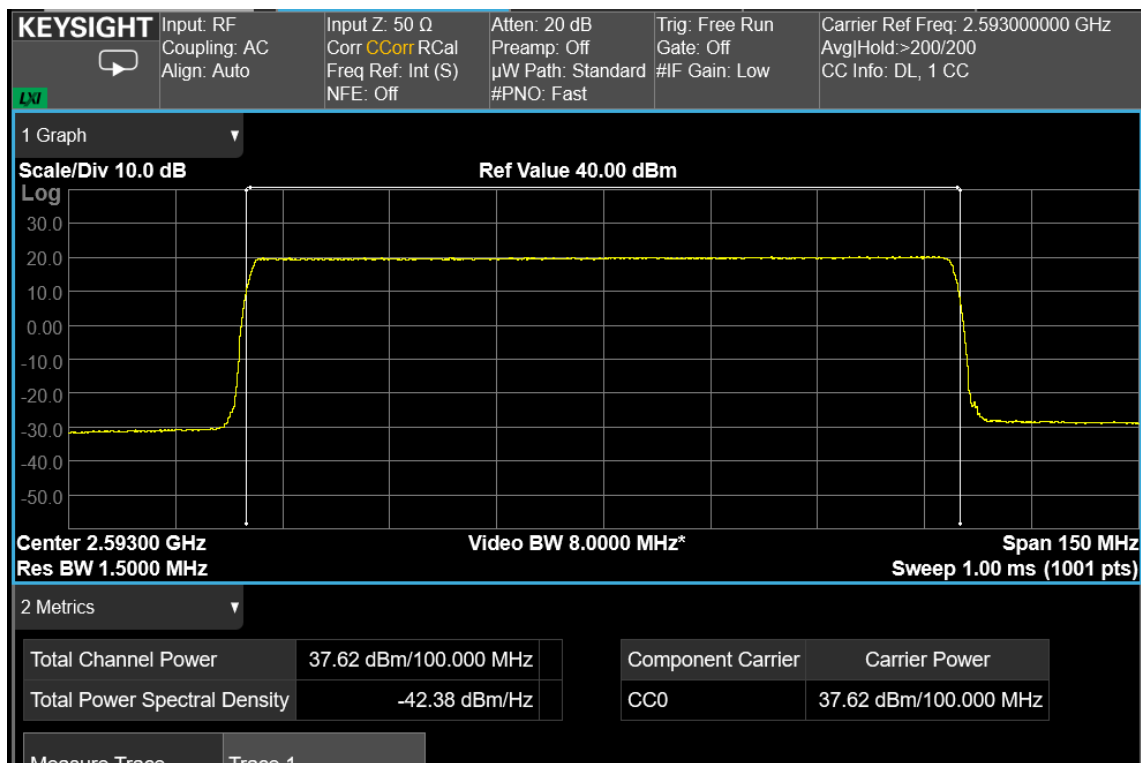 KEYSIGHT
LXI
Input: RF
Coupling: AC
Align: Auto
Input Z: 50 Ω
Corr CCorr RCal
Freq Ref: Int (S)
NFE: Off
Atten: 20 dB
Preamp: Off
µW Path: Standard
#PNO: Fast
Trig: Free Run
Gate: Off
#IF Gain: Low
Carrier Ref Freq: 2.593000000 GHz
Avg|Hold:>200/200
CC Info: DL, 1 CC
1 Graph
Scale/Div 10.0 dB
Ref Value 40.00 dBm
Log
30.0
20.0
10.0
0.00
-10.0
-20.0
-30.0
-40.0
-50.0
Center 2.59300 GHz
Video BW 8.0000 MHz*
Span 150 MHz
Res BW 1.5000 MHz
Sweep 1.00 ms (1001 pts)
2 Metrics
Total Channel Power 37.62 dBm/100.000 MHz
Total Power Spectral Density -42.38 dBm/Hz
Component Carrier Carrier Power
CC0 37.62 dBm/100.000 MHz
Measure Trace Trace 1